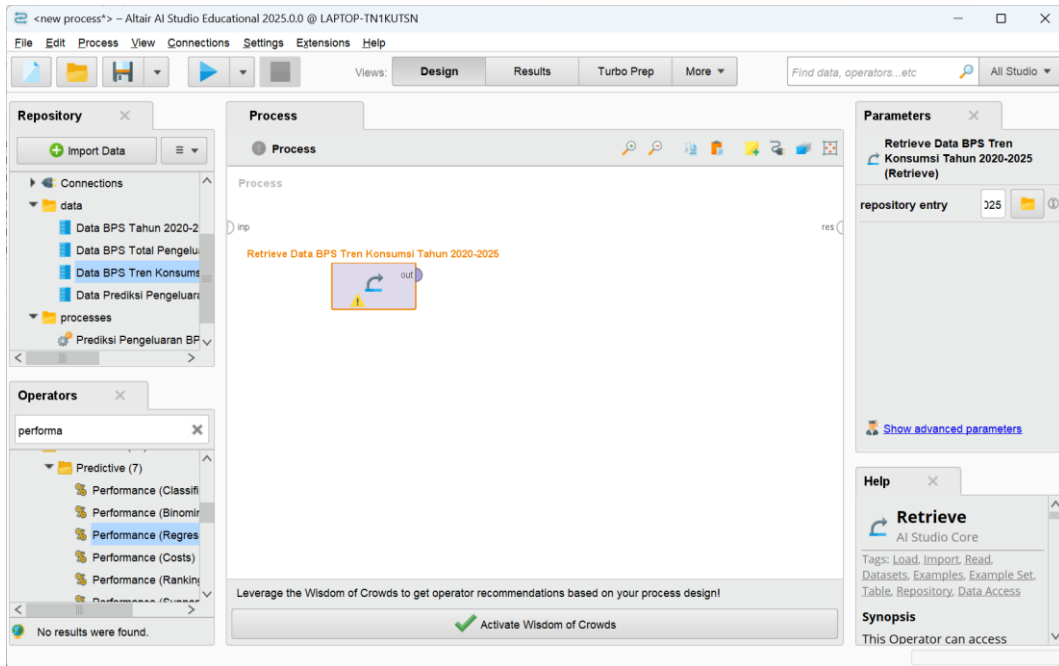 <new process*> – Altair AI Studio Educational 2025.0.0 @ LAPTOP-TN1KUTSN
File Edit Process View Connections Settings Extensions Help
Views: Design Results Turbo Prep More Find data, operators...etc All Studio
Repository
Import Data
Connections
data
Data BPS Tahun 2020-2
Data BPS Total Pengelu
Data BPS Tren Konsums
Data Prediksi Pengeluar
processes
Prediksi Pengeluaran BP
Operators
performa
Predictive (7)
Performance (Classifi
Performance (Binomin
Performance (Regres
Performance (Costs)
Performance (Ranking
No results were found.
Process
Process
Process
inp
res
Retrieve Data BPS Tren Konsumsi Tahun 2020-2025
out
Leverage the Wisdom of Crowds to get operator recommendations based on your process design!
Activate Wisdom of Crowds
Parameters
Retrieve Data BPS Tren
Konsumsi Tahun 2020-2025
(Retrieve)
repository entry 025
Show advanced parameters
Help
Retrieve
AI Studio Core
Tags: Load, Import, Read,
Datasets, Examples, Example Set,
Table, Repository, Data Access
Synopsis
This Operator can access